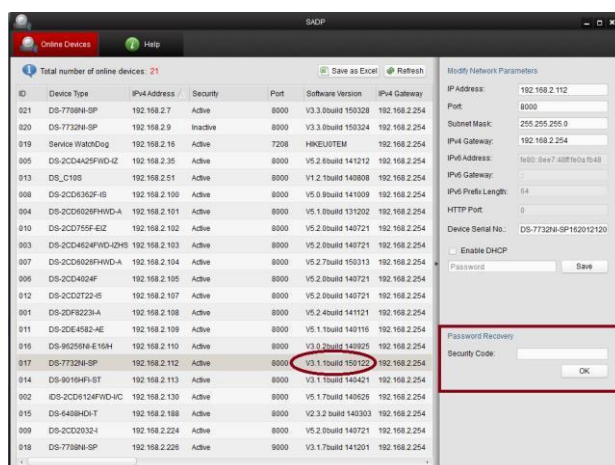 SADP
Online Devices
Help
Total number of online devices: 21
Save as Excel
Refresh
ID Device Type IPv4 Address Security Port Software Version IPv4 Gateway
021 DS-7708NI-SP 192.168.2.7 Active 8000 V3.3.0build 150328 192.168.2.254
020 DS-7732NI-SP 192.168.2.9 Inactive 8000 V3.3.0build 150324 192.168.2.254
019 Service WatchDog 192.168.2.16 Active 7208 HIKEU0TEM 192.168.2.254
005 DS-2CD4A25FWD-IZ 192.168.2.35 Active 8000 V5.2.6build 141212 192.168.2.254
013 DS_C10S 192.168.2.51 Active 8000 V1.2.1build 140808 192.168.2.254
008 DS-2CD6362F-IS 192.168.2.100 Active 8000 V5.0.9build 141009 192.168.2.254
004 DS-2CD6026FHWD-A 192.168.2.101 Active 8000 V5.1.0build 131202 192.168.2.254
010 DS-2CD755F-EIZ 192.168.2.102 Active 8000 V5.2.0build 140721 192.168.2.254
003 DS-2CD4624FWD-IZHS 192.168.2.103 Active 8000 V5.2.0build 140721 192.168.2.254
007 DS-2CD6026FHWD-A 192.168.2.104 Active 8000 V5.2.7build 150313 192.168.2.254
006 DS-2CD4024F 192.168.2.105 Active 8000 V5.2.0build 140721 192.168.2.254
012 DS-2CD2T22-I5 192.168.2.107 Active 8000 V5.2.0build 140721 192.168.2.254
001 DS-2DF8223I-A 192.168.2.108 Active 8000 V5.2.4build 141121 192.168.2.254
011 DS-2DE4582-AE 192.168.2.109 Active 8000 V5.1.1build 140116 192.168.2.254
016 DS-96256NI-E16/H 192.168.2.110 Active 8000 V3.0.2build 140925 192.168.2.254
017 DS-7732NI-SP 192.168.2.112 Active 8000 V3.1.1build 150122 192.168.2.254
014 DS-9016HFI-ST 192.168.2.113 Active 8000 V3.1.1build 140421 192.168.2.254
002 iDS-2CD6124FWD-I/C 192.168.2.130 Active 8000 V5.1.7build 140626 192.168.2.254
015 DS-6408HDI-T 192.168.2.188 Active 8000 V2.3.2 build 140303 192.168.2.254
009 DS-2CD2032-I 192.168.2.224 Active 8000 V5.2.0build 140721 192.168.2.254
018 DS-7708NI-SP 192.168.2.226 Active 9000 V3.1.7build 141201 192.168.2.254
Modify Network Parameters
IP Address: 192.168.2.112
Port: 8000
Subnet Mask: 255.255.255.0
IPv4 Gateway: 192.168.2.254
IPv6 Address:
IPv6 Gateway: ::
IPv6 Prefix Length: 64
HTTP Port: 0
Device Serial No.: DS-7732NI-SP162012120
Enable DHCP
Password
Save
Password Recovery
Security Code:
OK